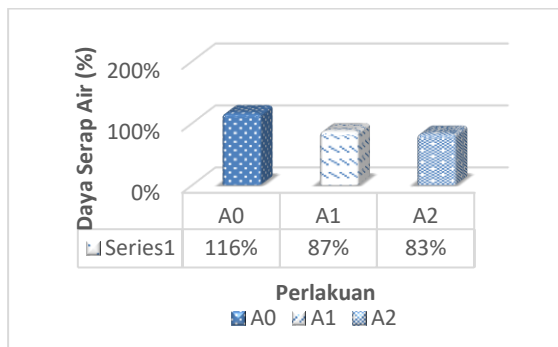 Daya Serap Air (%)
200%
100%
0%
A0 A1 A2
Series1 116% 87% 83%
Perlakuan
A0 A1 A2